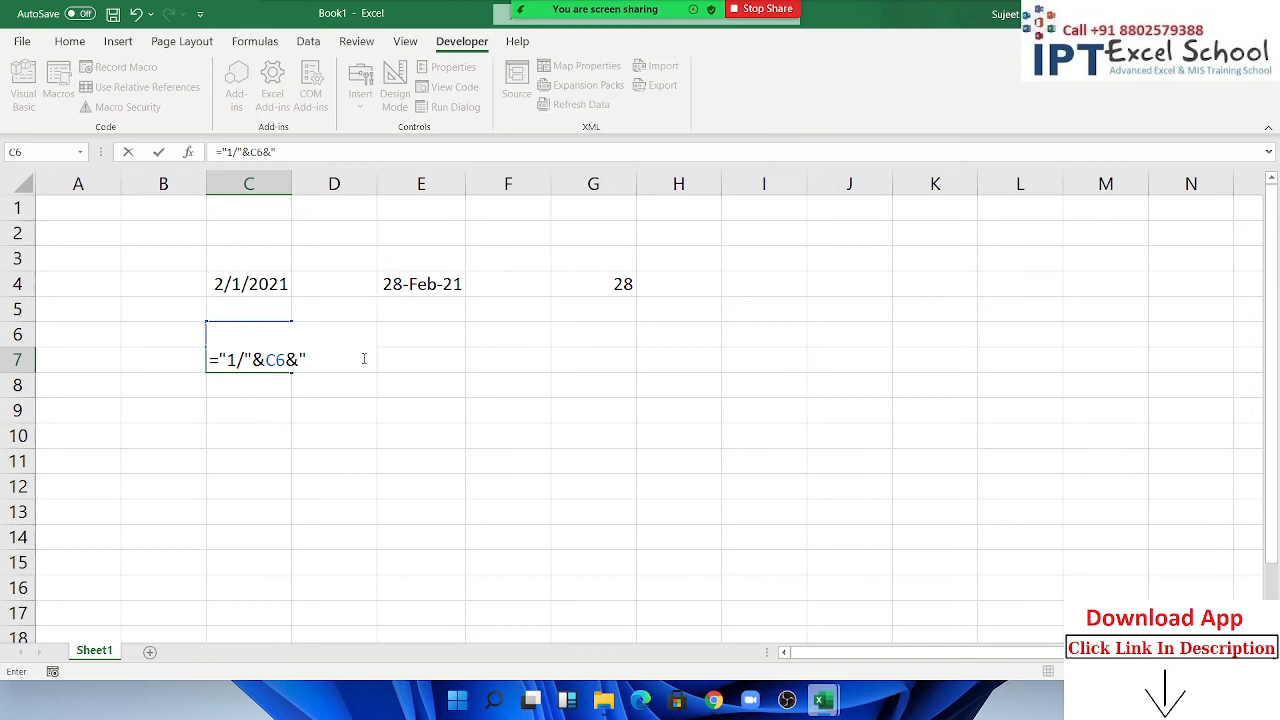 AutoSave Off
Book1 - Excel
You are screen sharing
Stop Share
Sujeet
Call +91 8802579388
IPT Excel School
Advanced Excel & MIS Training School
File Home Insert Page Layout Formulas Data Review View Developer Help
Visual Basic
Macros
Record Macro
Use Relative References
Macro Security
Code
Add-ins
Excel Add-ins
COM Add-ins
Add-ins
Insert
Design Mode
Properties
View Code
Run Dialog
Controls
Source
Map Properties
Expansion Packs
Refresh Data
Import
Export
XML
C6
fx
="1/"&C6&"
A B C D E F G H I J K L M N
1
2
3
4 2/1/2021 28-Feb-21 28
5
6
7 ="1/"&C6&"
8
9
10
11
12
13
14
15
16
17
18
Sheet1
Enter
Download App
Click Link In Description